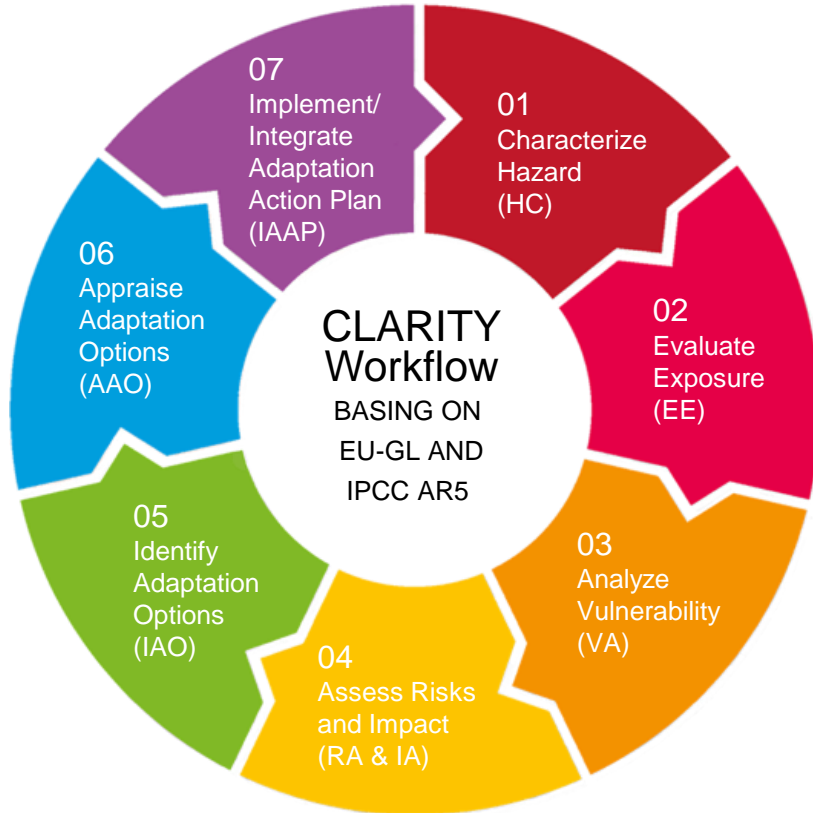 CLARITY
Workflow
BASING ON
EU-GL AND
IPCC AR5
01
Characterize
Hazard
(HC)
02
Evaluate
Exposure
(EE)
03
Analyze
Vulnerability
(VA)
04
Assess Risks
and Impact
(RA & IA)
05
Identify
Adaptation
Options
(IAO)
06
Appraise
Adaptation
Options
(AAO)
07
Implement/
Integrate
Adaptation
Action Plan
(IAAP)